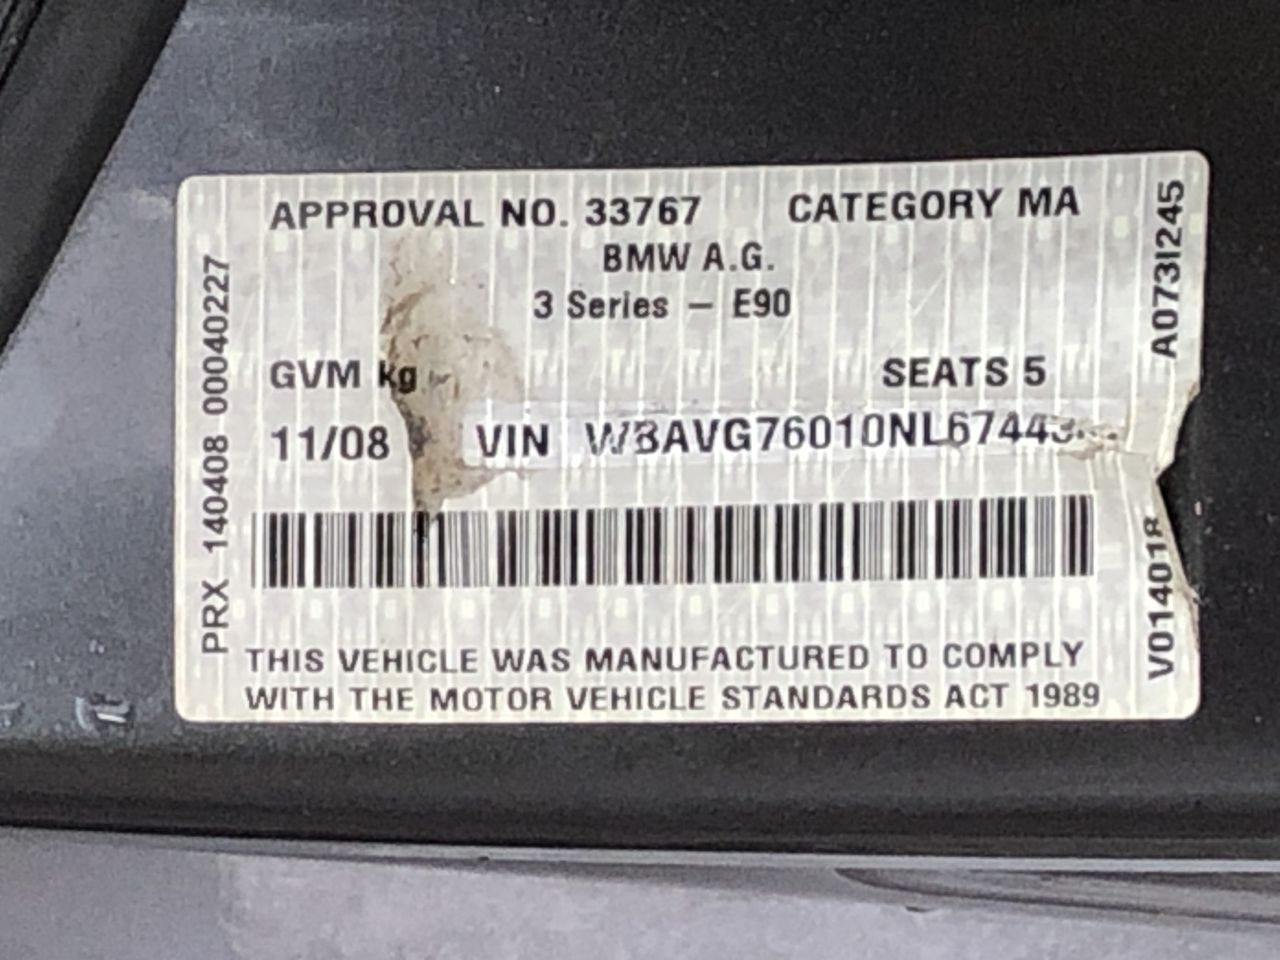 APPROVAL NO. 33767 CATEGORY MA
BMW A.G.
3 Series – E90
GVM kg SEATS 5
11/08 VIN
THIS VEHICLE WAS MANUFACTURED TO COMPLY
WITH THE MOTOR VEHICLE STANDARDS ACT 1989
PRX 140408 00040227
A073I245
V014018